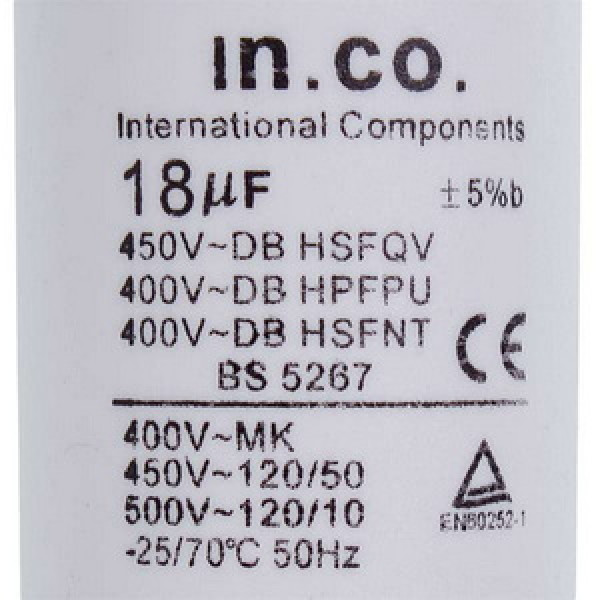 in.co.
International Components
18μF ±5%b
450V~DB HSFQV
400V~DB HPFPU
400V~DB HSFNT
BS 5267
CE
400V~MK
450V~120/50
500V~120/10
-25/70°C 50Hz
EN60252-1